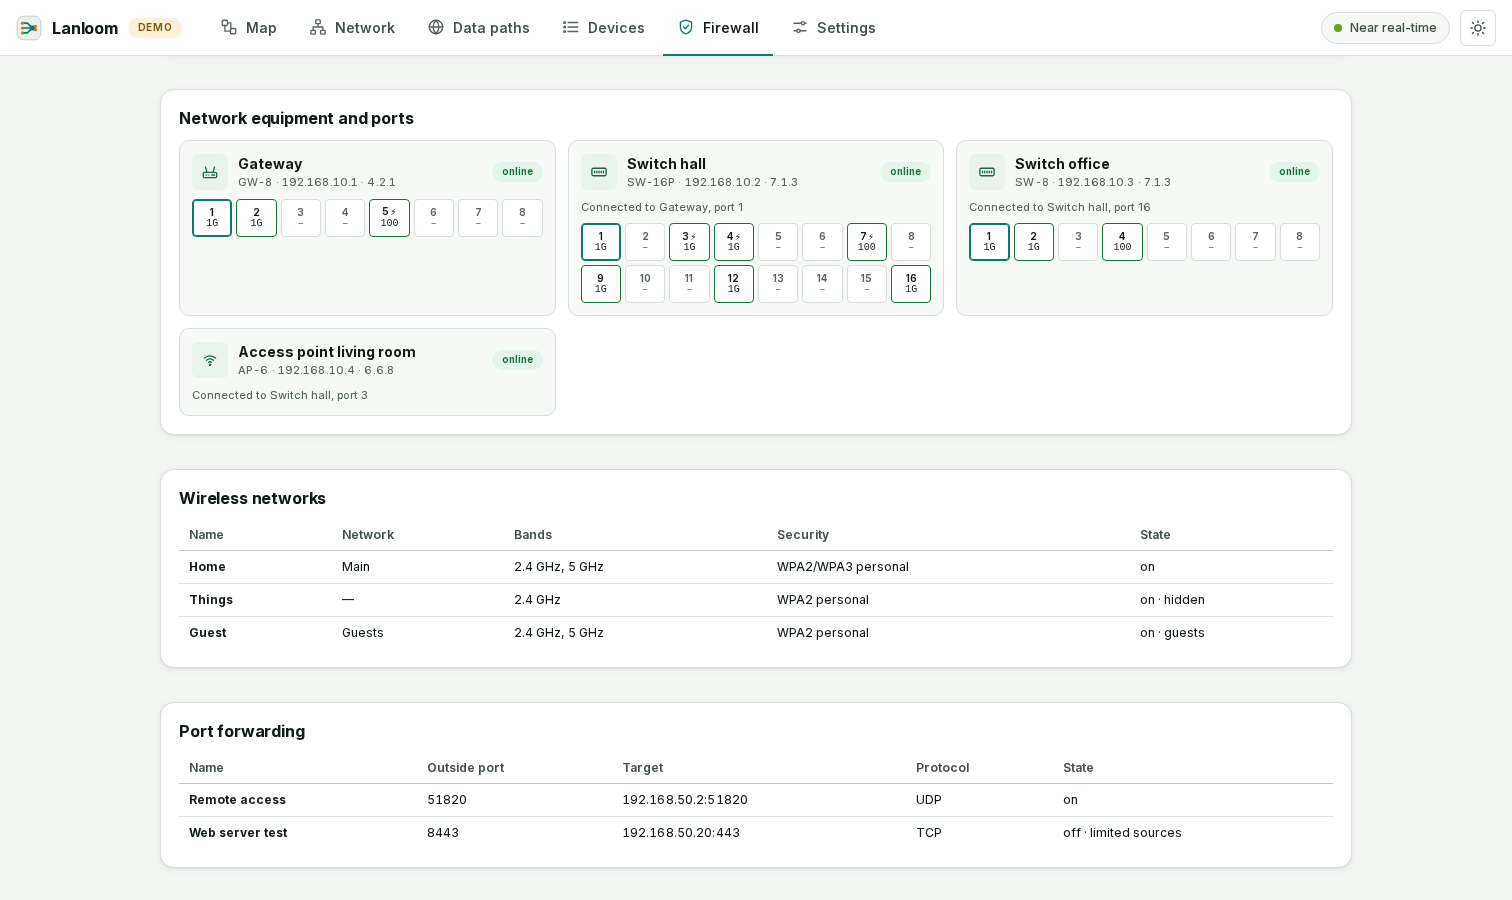 Lanloom DEMO Map Network Data paths Devices Firewall Settings Near real-time
Network equipment and ports
Gateway
GW-8 · 192.168.10.1 · 4.2.1
online
1 2 3 4 5⚡ 6 7 8
1G 1G – – 100 – – –
Switch hall
SW-16P · 192.168.10.2 · 7.1.3
online
Connected to Gateway, port 1
1 2 3⚡ 4⚡ 5 6 7⚡ 8
1G – 1G 1G – – 100 –
9 10 11 12 13 14 15 16
1G – – 1G – – – 1G
Switch office
SW-8 · 192.168.10.3 · 7.1.3
online
Connected to Switch hall, port 16
1 2 3 4 5 6 7 8
1G 1G – 100 – – – –
Access point living room
AP-6 · 192.168.10.4 · 6.6.8
online
Connected to Switch hall, port 3
Wireless networks
Name Network Bands Security State
Home Main 2.4 GHz, 5 GHz WPA2/WPA3 personal on
Things — 2.4 GHz WPA2 personal on · hidden
Guest Guests 2.4 GHz, 5 GHz WPA2 personal on · guests
Port forwarding
Name Outside port Target Protocol State
Remote access 51820 192.168.50.2:51820 UDP on
Web server test 8443 192.168.50.20:443 TCP off · limited sources